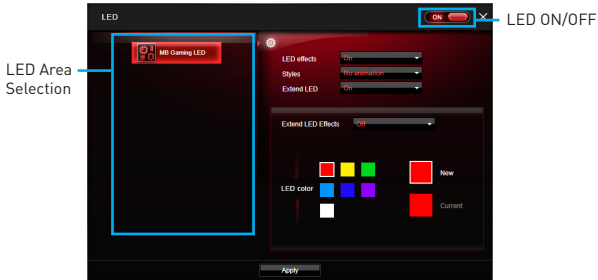 LED
ON
LED ON/OFF
MB Gaming LED
LED Area
Selection
LED effects
On
Styles
No animation
Extend LED
On
Extend LED Effects
Off
LED color
New
Current
Apply